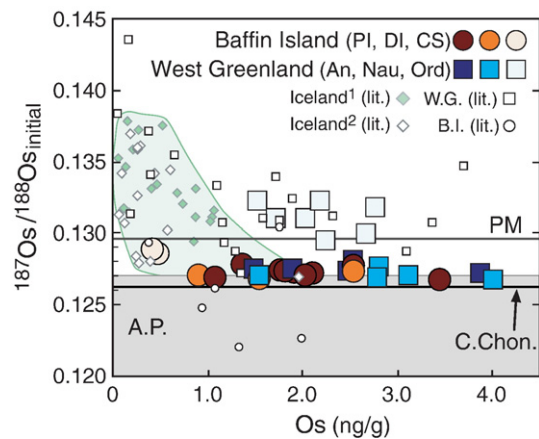 Baffin Island (PI, DI, CS)
West Greenland (An, Nau, Ord)
Iceland¹ (lit.) W.G. (lit.)
Iceland² (lit.) B.I. (lit.)
PM
A.P.
C.Chon.
0.145
0.140
0.135
0.130
0.125
0.120
¹⁸⁷Os/¹⁸⁸Os initial
0 1.0 2.0 3.0 4.0
Os (ng/g)